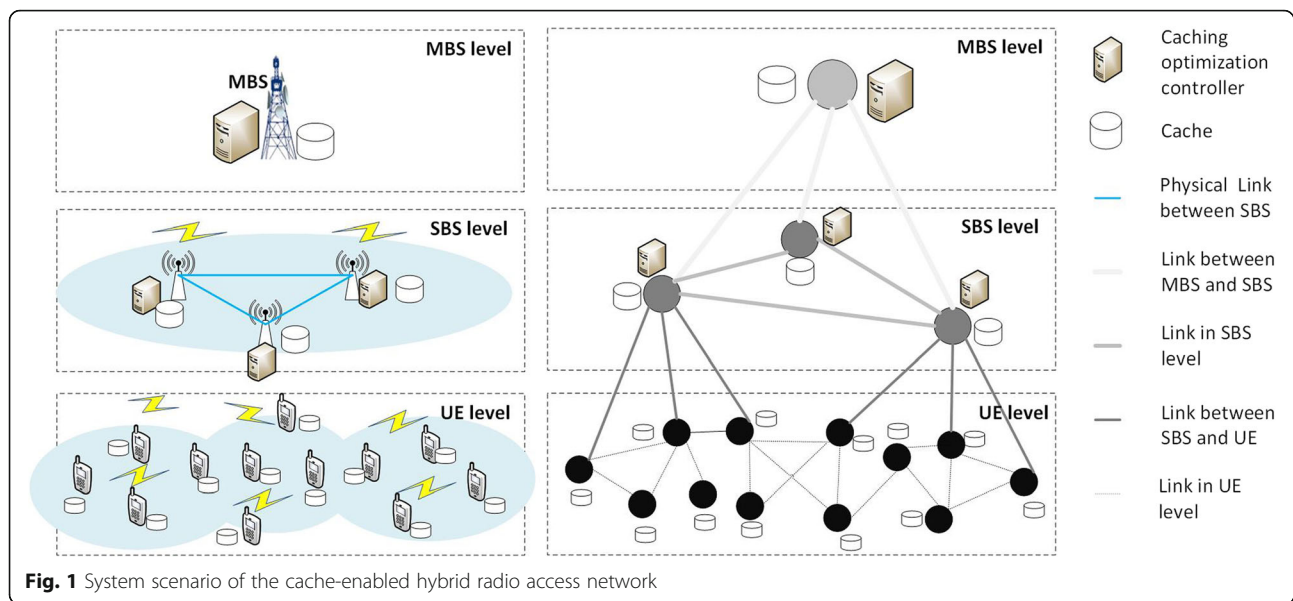 MBS level
MBS
SBS level
UE level
MBS level
SBS level
UE level
Caching
optimization
controller
Cache
Physical Link
between SBS
Link between
MBS and SBS
Link in SBS
level
Link between
SBS and UE
Link in UE
level
Fig. 1 System scenario of the cache-enabled hybrid radio access network